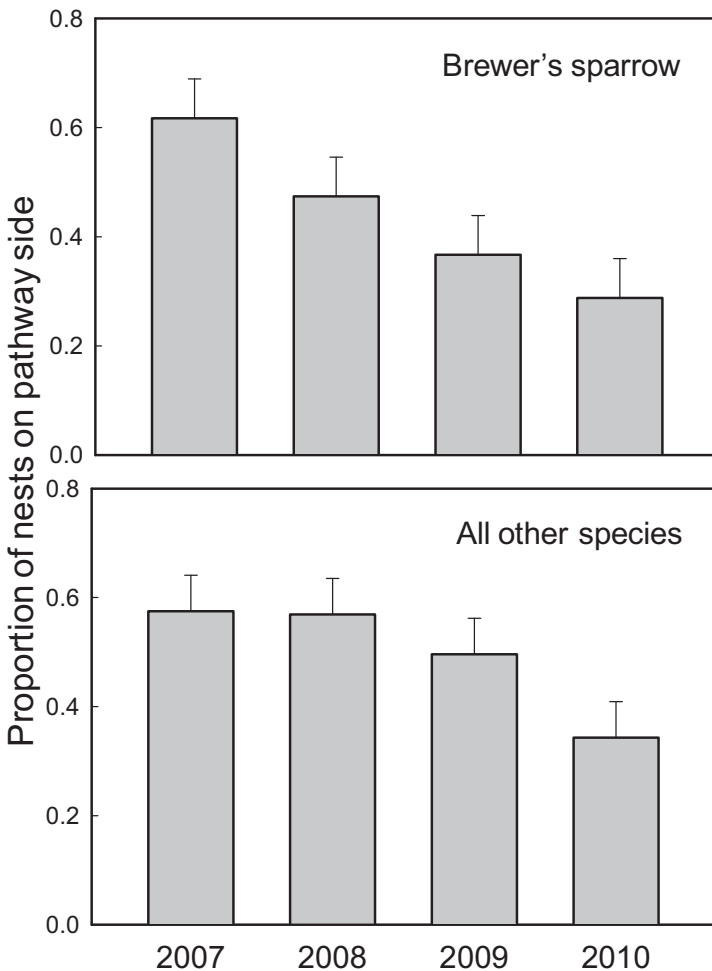 Proportion of nests on pathway side
0.8
0.6
0.4
0.2
0.0
Brewer's sparrow
0.8
0.6
0.4
0.2
0.0
All other species
2007 2008 2009 2010